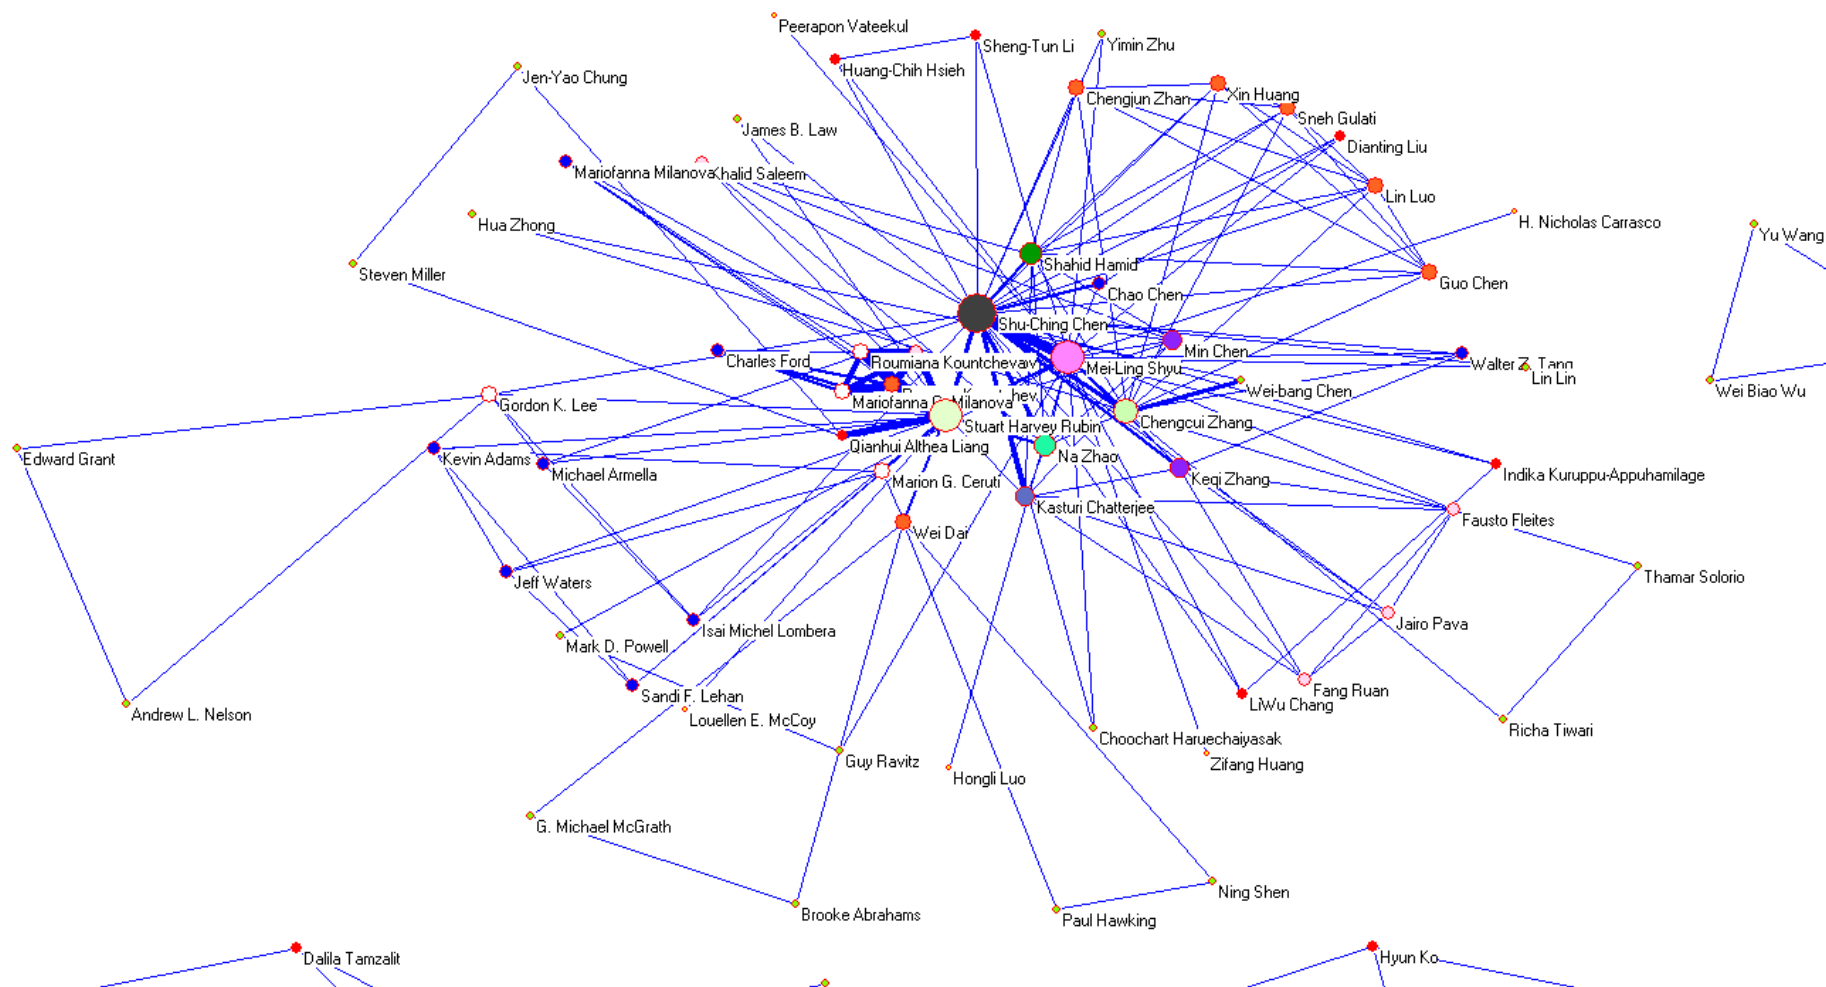 Peerapon Vateekul
Sheng-Tun Li
Yimin Zhu
Huang-Chih Hsieh
Jen-Yao Chung
Chengjun Zhan
Xin Huang
Sneh Gulati
James B. Law
Dianting Liu
Mariofanna Milanova
Khalid Saleem
Lin Luo
Hua Zhong
H. Nicholas Carrasco
Yu Wang
Steven Miller
Shahid Hamid
Guo Chen
Chao Chen
Shu-Ching Chen
Min Chen
Charles Ford
Roumiana Kountcheva
Mei-Ling Shyu
Walter Z. Tang
Lin Lin
Wei-bang Chen
Wei Biao Wu
Gordon K. Lee
Mariofanna G. Milanova
Stuart Harvey Rubin
Chengcui Zhang
Edward Grant
Qianhui Althea Liang
Na Zhao
Kevin Adams
Michael Armella
Marion G. Ceruti
Keqi Zhang
Indika Kuruppu-Appuhamilage
Kasturi Chatterjee
Fausto Fleites
Wei Dai
Jeff Waters
Thamar Solorio
Isai Michel Lombera
Jairo Pava
Mark D. Powell
Sandi F. Lehan
Fang Ruan
LiWu Chang
Andrew L. Nelson
Louellen E. McCoy
Richa Tiwari
Choochart Haruechaiyasak
Guy Ravitz
Zifang Huang
Hongli Luo
G. Michael McGrath
Ning Shen
Brooke Abrahams
Paul Hawking
Dalila Tamzalit
Hyun Ko